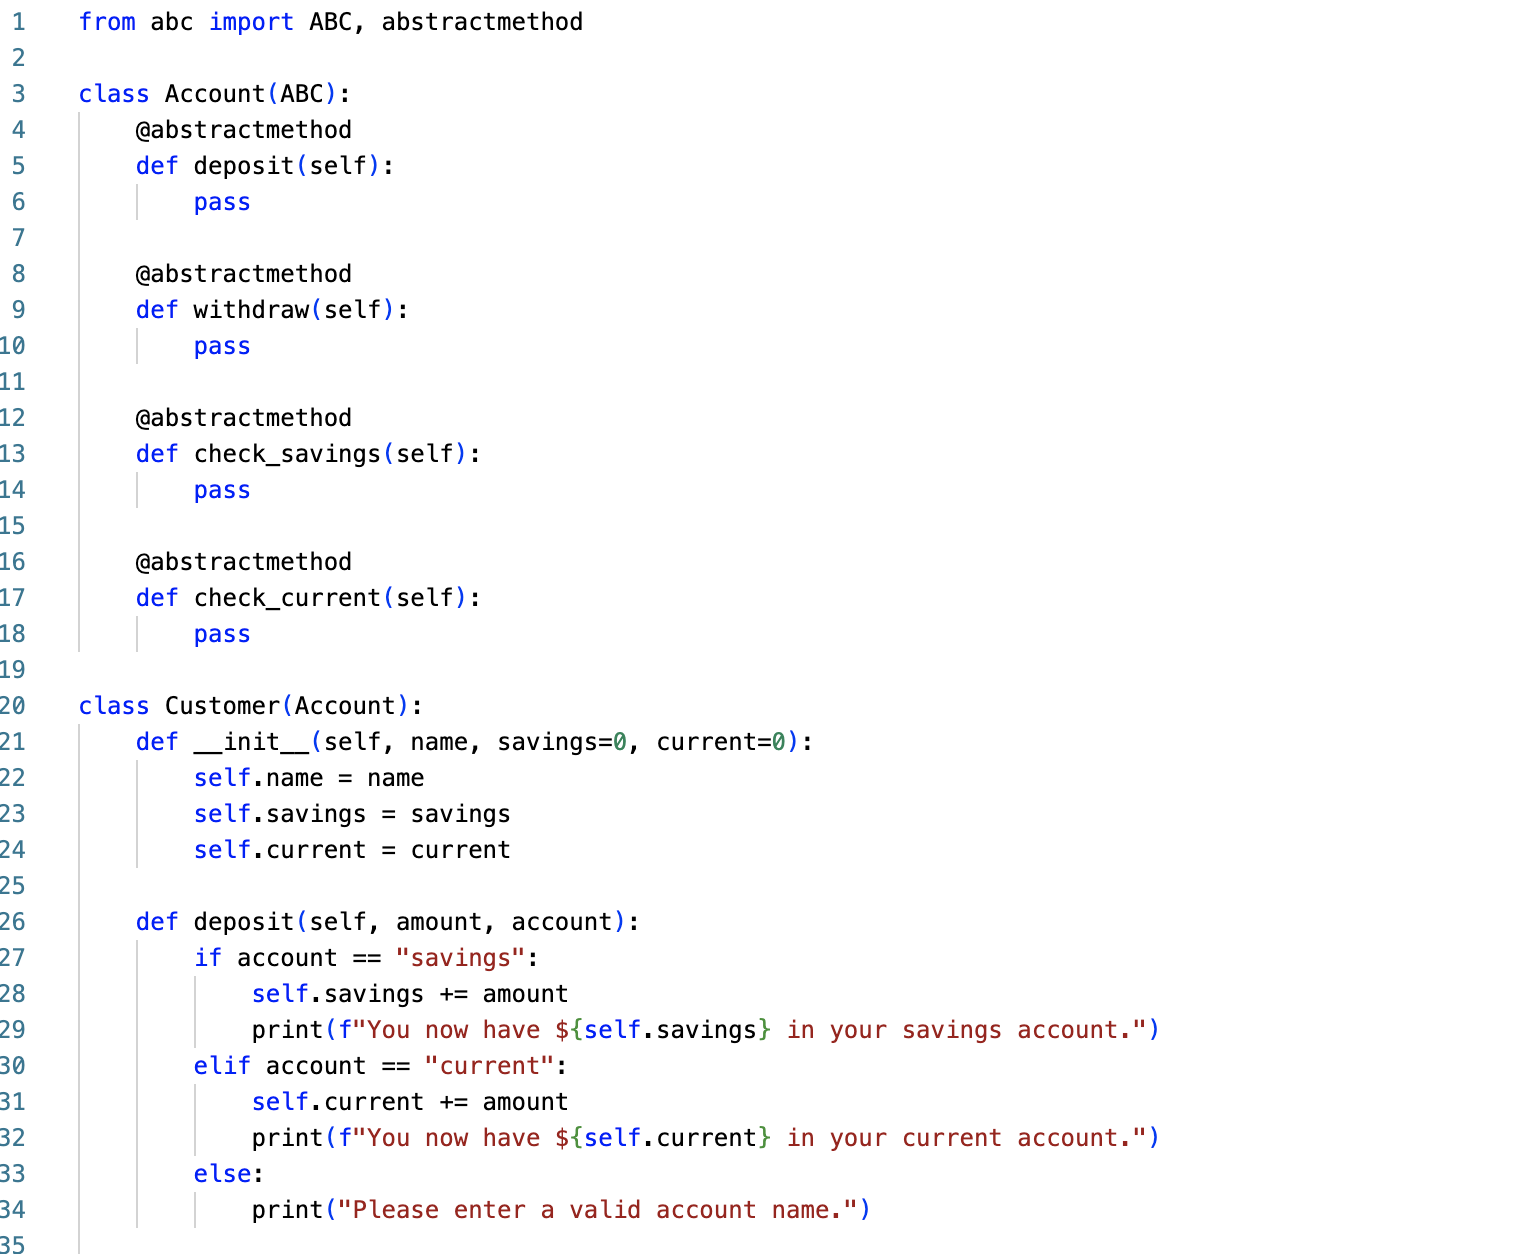 1 from abc import ABC, abstractmethod
2
3 class Account(ABC):
4     @abstractmethod
5     def deposit(self):
6         pass
7
8     @abstractmethod
9     def withdraw(self):
10         pass
11
12     @abstractmethod
13     def check_savings(self):
14         pass
15
16     @abstractmethod
17     def check_current(self):
18         pass
19
20 class Customer(Account):
21     def __init__(self, name, savings=0, current=0):
22         self.name = name
23         self.savings = savings
24         self.current = current
25
26     def deposit(self, amount, account):
27         if account == "savings":
28             self.savings += amount
29             print(f"You now have ${self.savings} in your savings account.")
30         elif account == "current":
31             self.current += amount
32             print(f"You now have ${self.current} in your current account.")
33         else:
34             print("Please enter a valid account name.")
35